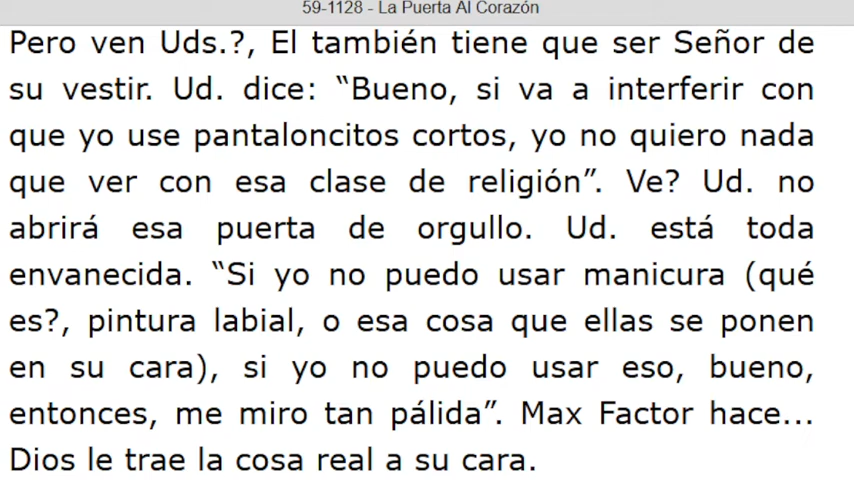 59-1128 - La Puerta Al Corazón
Pero ven Uds.?, El también tiene que ser Señor de
su vestir. Ud. dice: “Bueno, si va a interferir con
que yo use pantaloncitos cortos, yo no quiero nada
que ver con esa clase de religión”. Ve? Ud. no
abrirá esa puerta de orgullo. Ud. está toda
envanecida. “Si yo no puedo usar manicura (qué
es?, pintura labial, o esa cosa que ellas se ponen
en su cara), si yo no puedo usar eso, bueno,
entonces, me miro tan pálida”. Max Factor hace...
Dios le trae la cosa real a su cara.